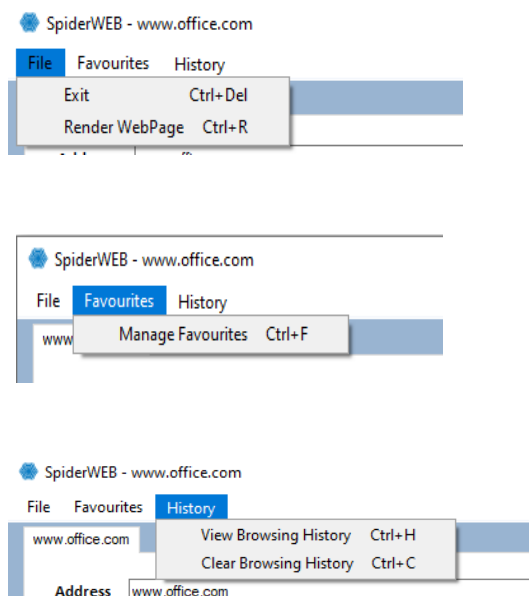 SpiderWEB - www.office.com
File Favourites History
Exit Ctrl+Del
Render WebPage Ctrl+R
SpiderWEB - www.office.com
File Favourites History
www
Manage Favourites Ctrl+F
SpiderWEB - www.office.com
File Favourites History
www.office.com
View Browsing History Ctrl+H
Clear Browsing History Ctrl+C
Address www.office.com